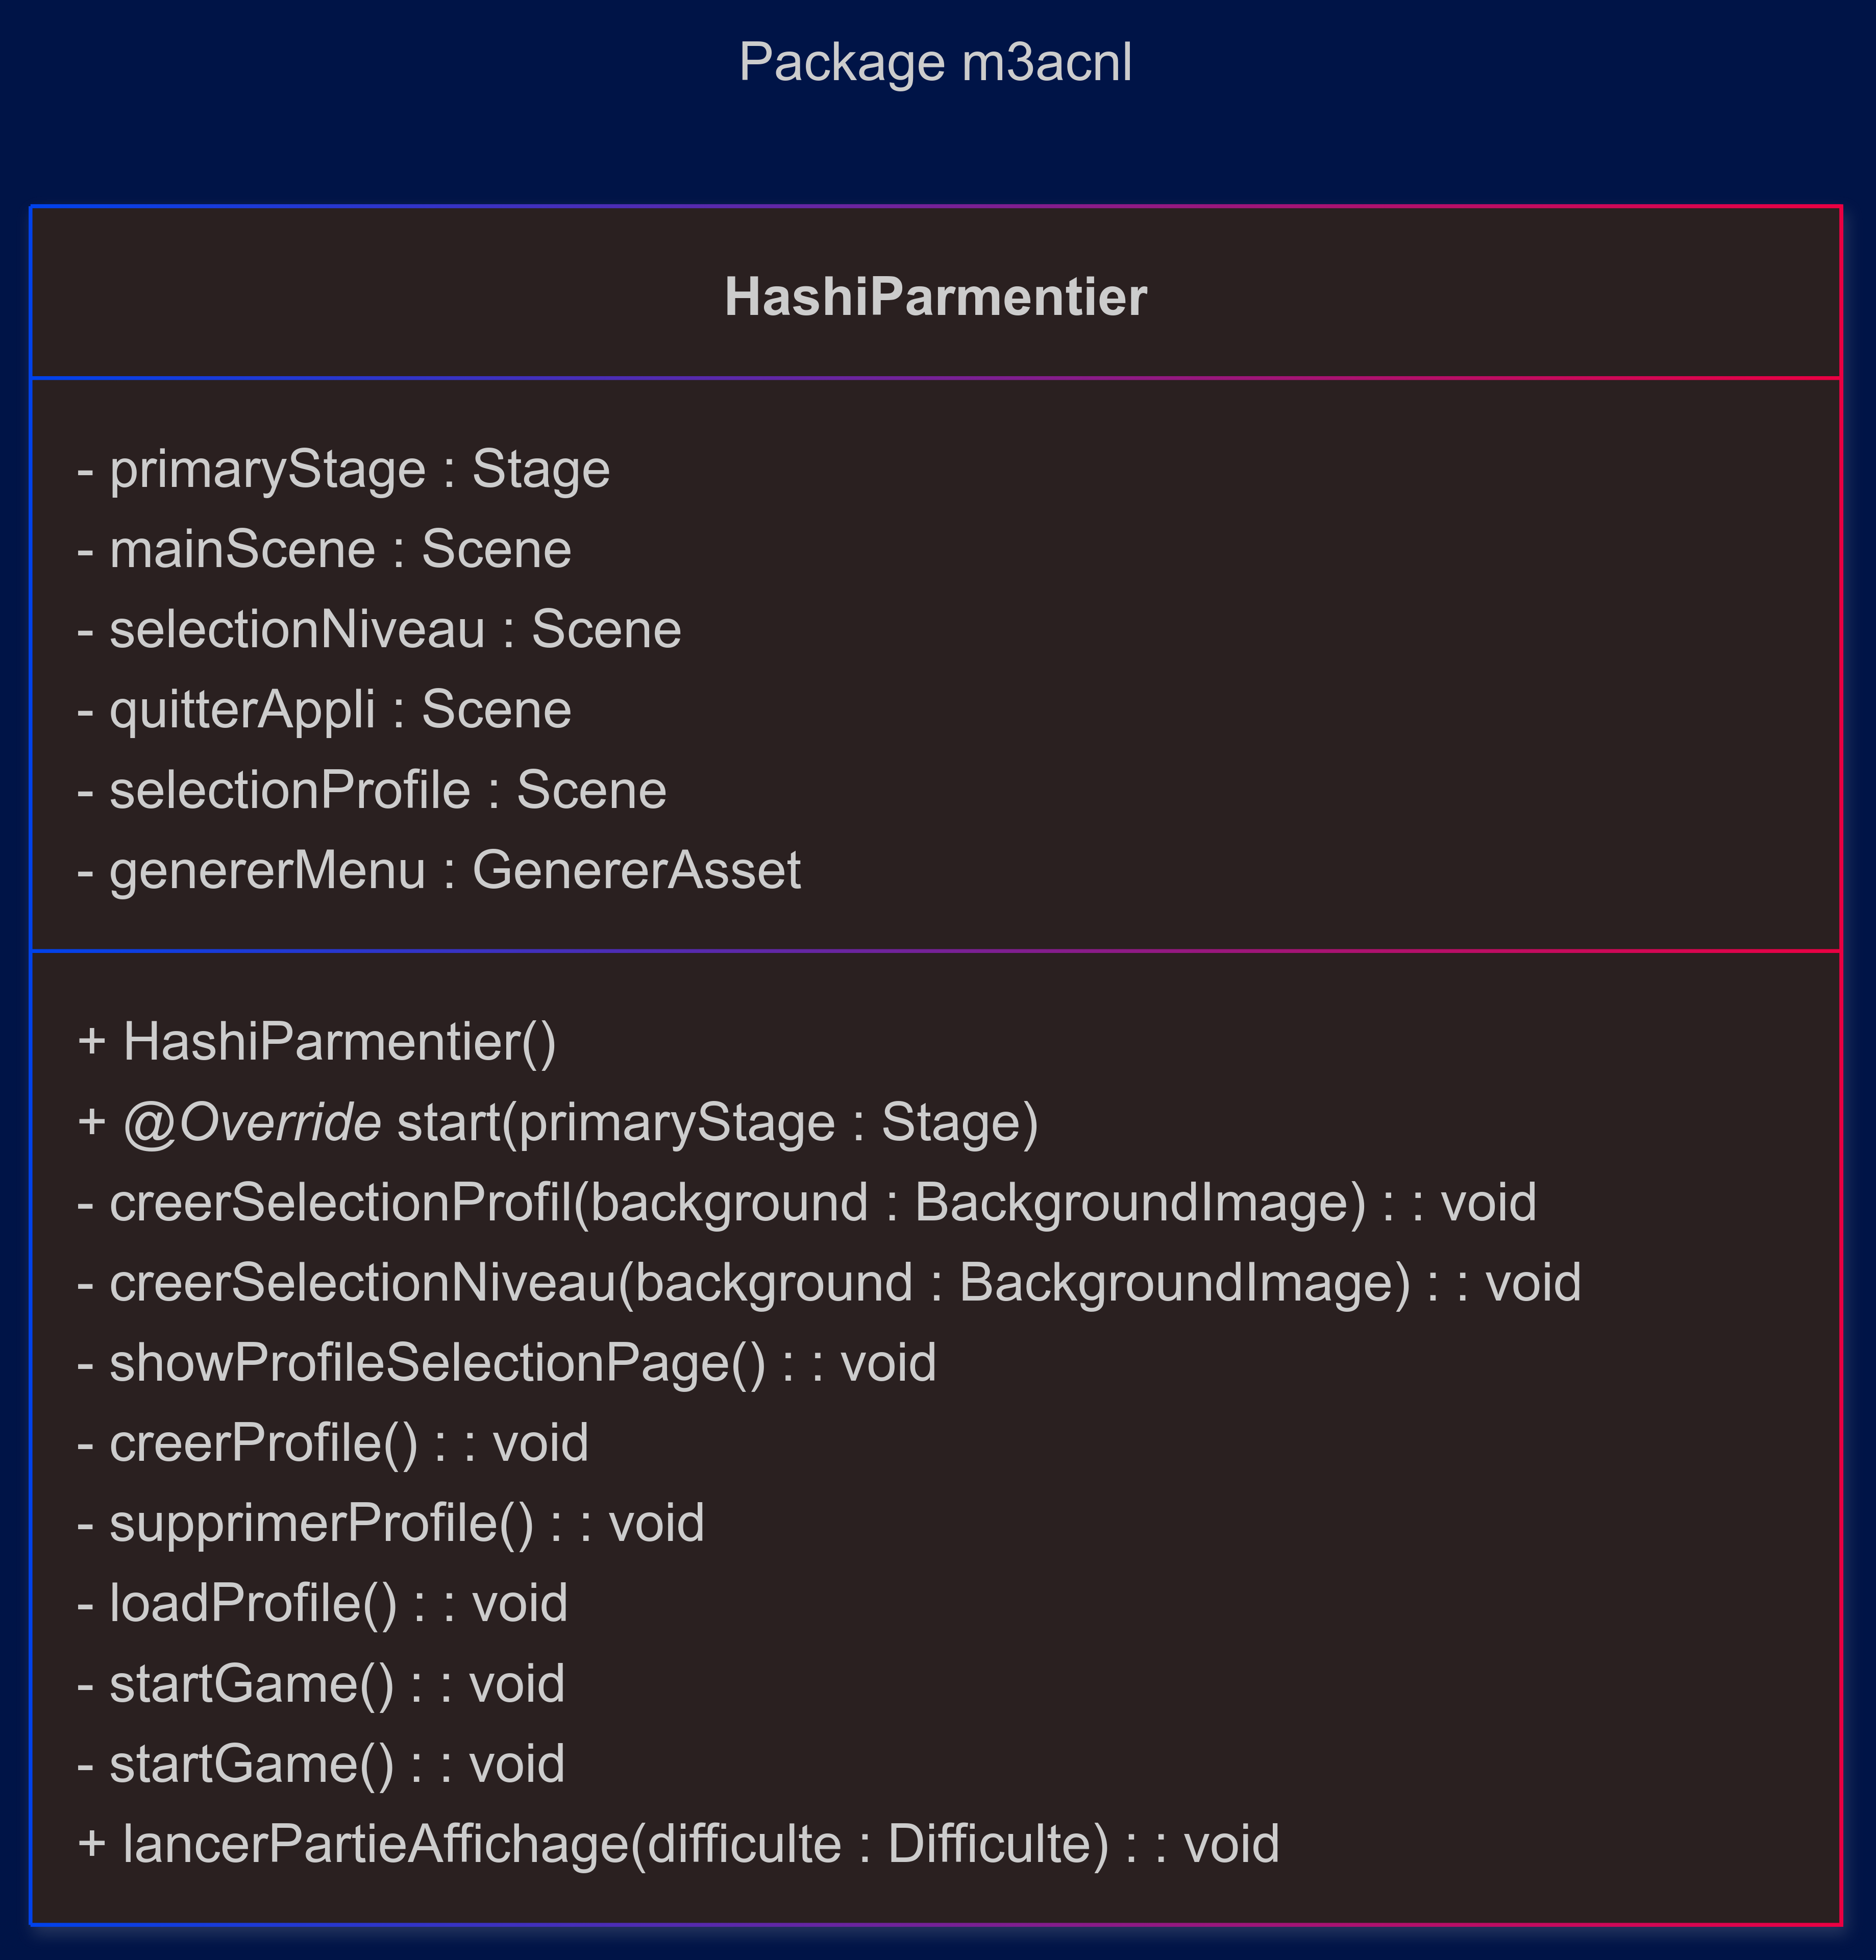 Package m3acnl
HashiParmentier
- primaryStage : Stage
- mainScene : Scene
- selectionNiveau : Scene
- quitterAppli : Scene
- selectionProfile : Scene
- genererMenu : GenererAsset
+ HashiParmentier()
+ @Override start(primaryStage : Stage)
- creerSelectionProfil(background : BackgroundImage) : : void
- creerSelectionNiveau(background : BackgroundImage) : : void
- showProfileSelectionPage() : : void
- creerProfile() : : void
- supprimerProfile() : : void
- loadProfile() : : void
- startGame() : : void
- startGame() : : void
+ lancerPartieAffichage(difficulte : Difficulte) : : void